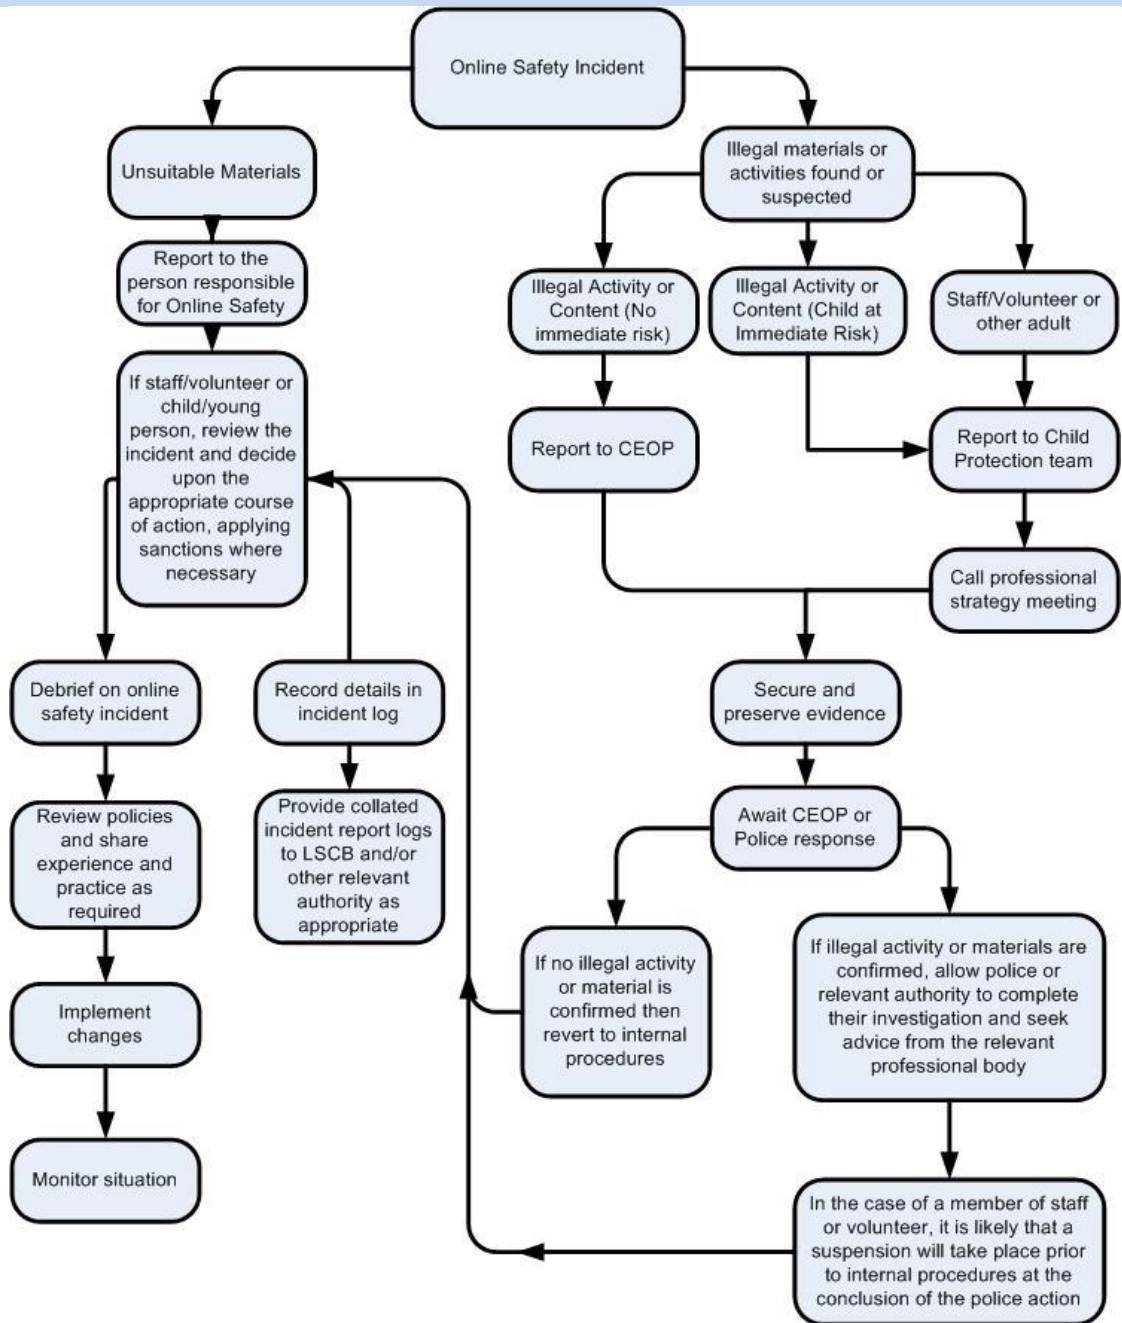 Online Safety Incident
Unsuitable Materials
Report to the
person responsible
for Online Safety
If staff/volunteer or
child/young
person, review the
incident and decide
upon the
appropriate course
of action, applying
sanctions where
necessary
Debrief on online
safety incident
Review policies
and share
experience and
practice as
required
Implement
changes
Monitor situation
Record details in
incident log
Provide collated
incident report logs
to LSCB and/or
other relevant
authority as
appropriate
Illegal materials or
activities found or
suspected
Illegal Activity or
Content (No
immediate risk)
Illegal Activity or
Content (Child at
Immediate Risk)
Staff/Volunteer or
other adult
Report to CEOP
Report to Child
Protection team
Call professional
strategy meeting
Secure and
preserve evidence
Await CEOP or
Police response
If no illegal activity
or material is
confirmed then
revert to internal
procedures
If illegal activity or materials are
confirmed, allow police or
relevant authority to complete
their investigation and seek
advice from the relevant
professional body
In the case of a member of staff
or volunteer, it is likely that a
suspension will take place prior
to internal procedures at the
conclusion of the police action